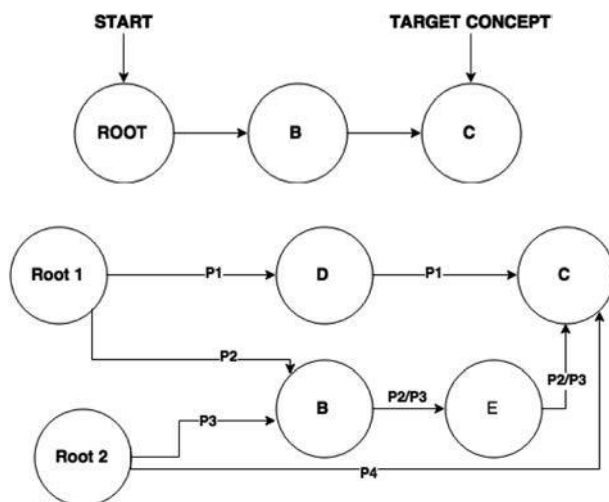 START
TARGET CONCEPT
ROOT
B
C
Root 1
P1
D
P1
C
P2
B
P2/P3
E
P2/P3
P3
Root 2
P4